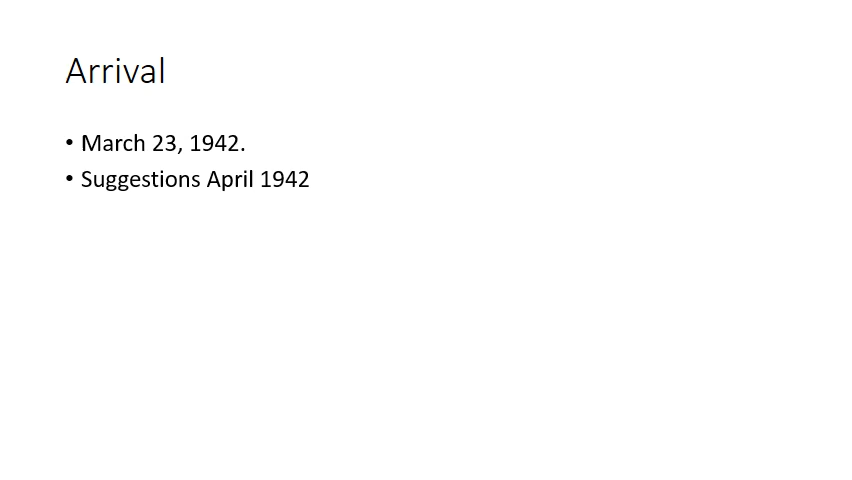 Arrival
• March 23, 1942.
• Suggestions April 1942